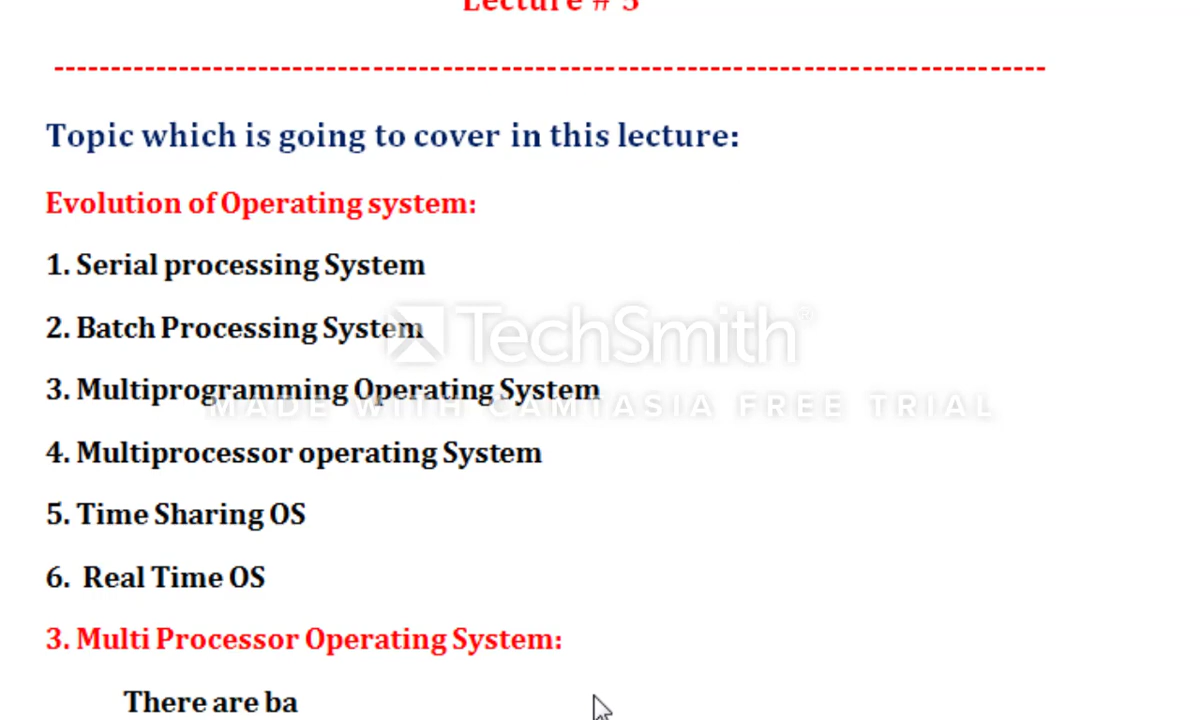 Lecture # 5
--------------------------------------------------------------------------------------
Topic which is going to cover in this lecture:
Evolution of Operating system:
1. Serial processing System
2. Batch Processing System
TechSmith®
3. Multiprogramming Operating System
MADE WITH CAMTASIA FREE TRIAL
4. Multiprocessor operating System
5. Time Sharing OS
6. Real Time OS
3. Multi Processor Operating System:
There are ba